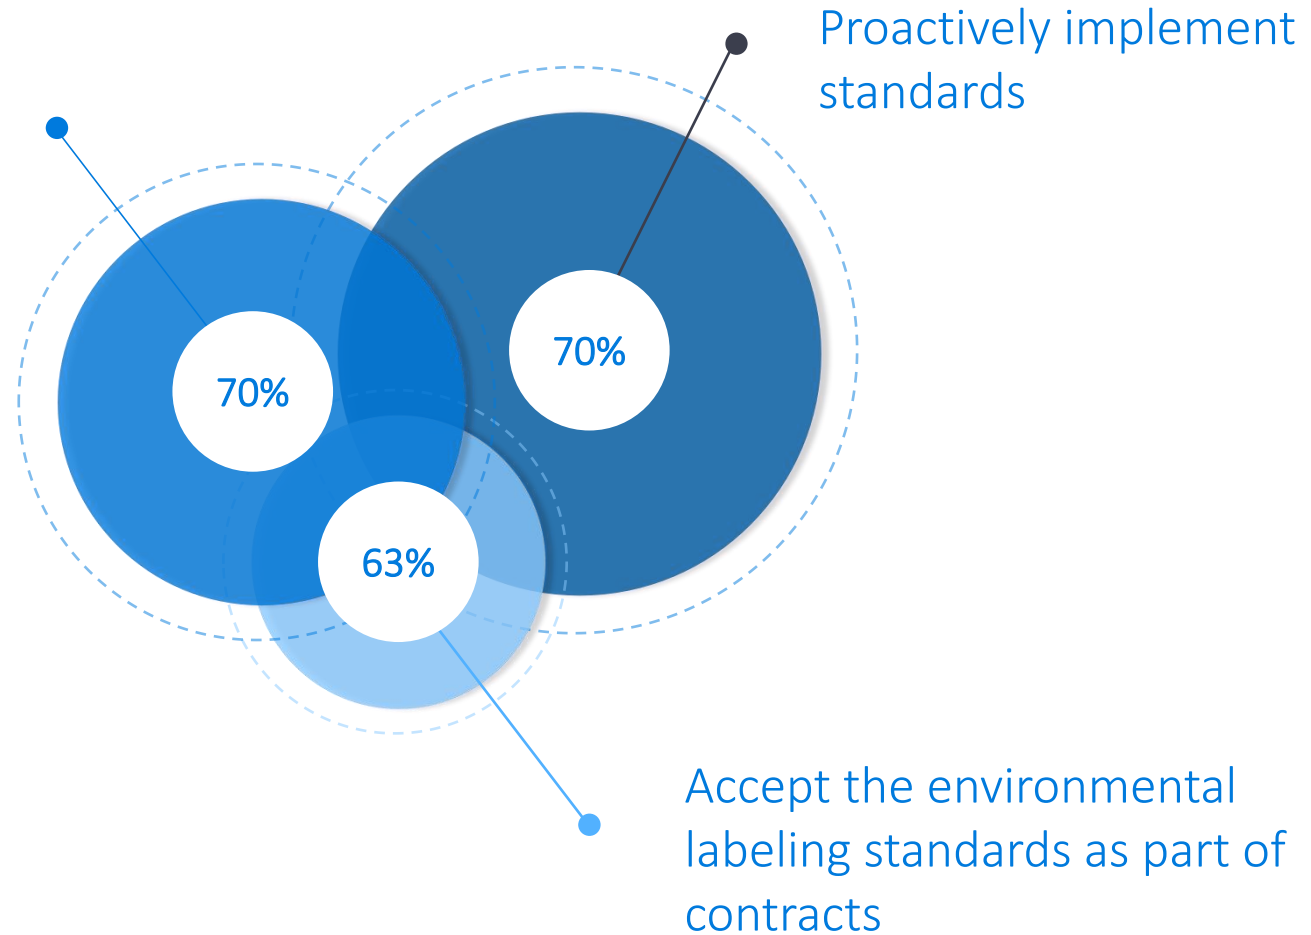 Proactively implement
standards
70%
70%
63%
Accept the environmental
labeling standards as part of
contracts